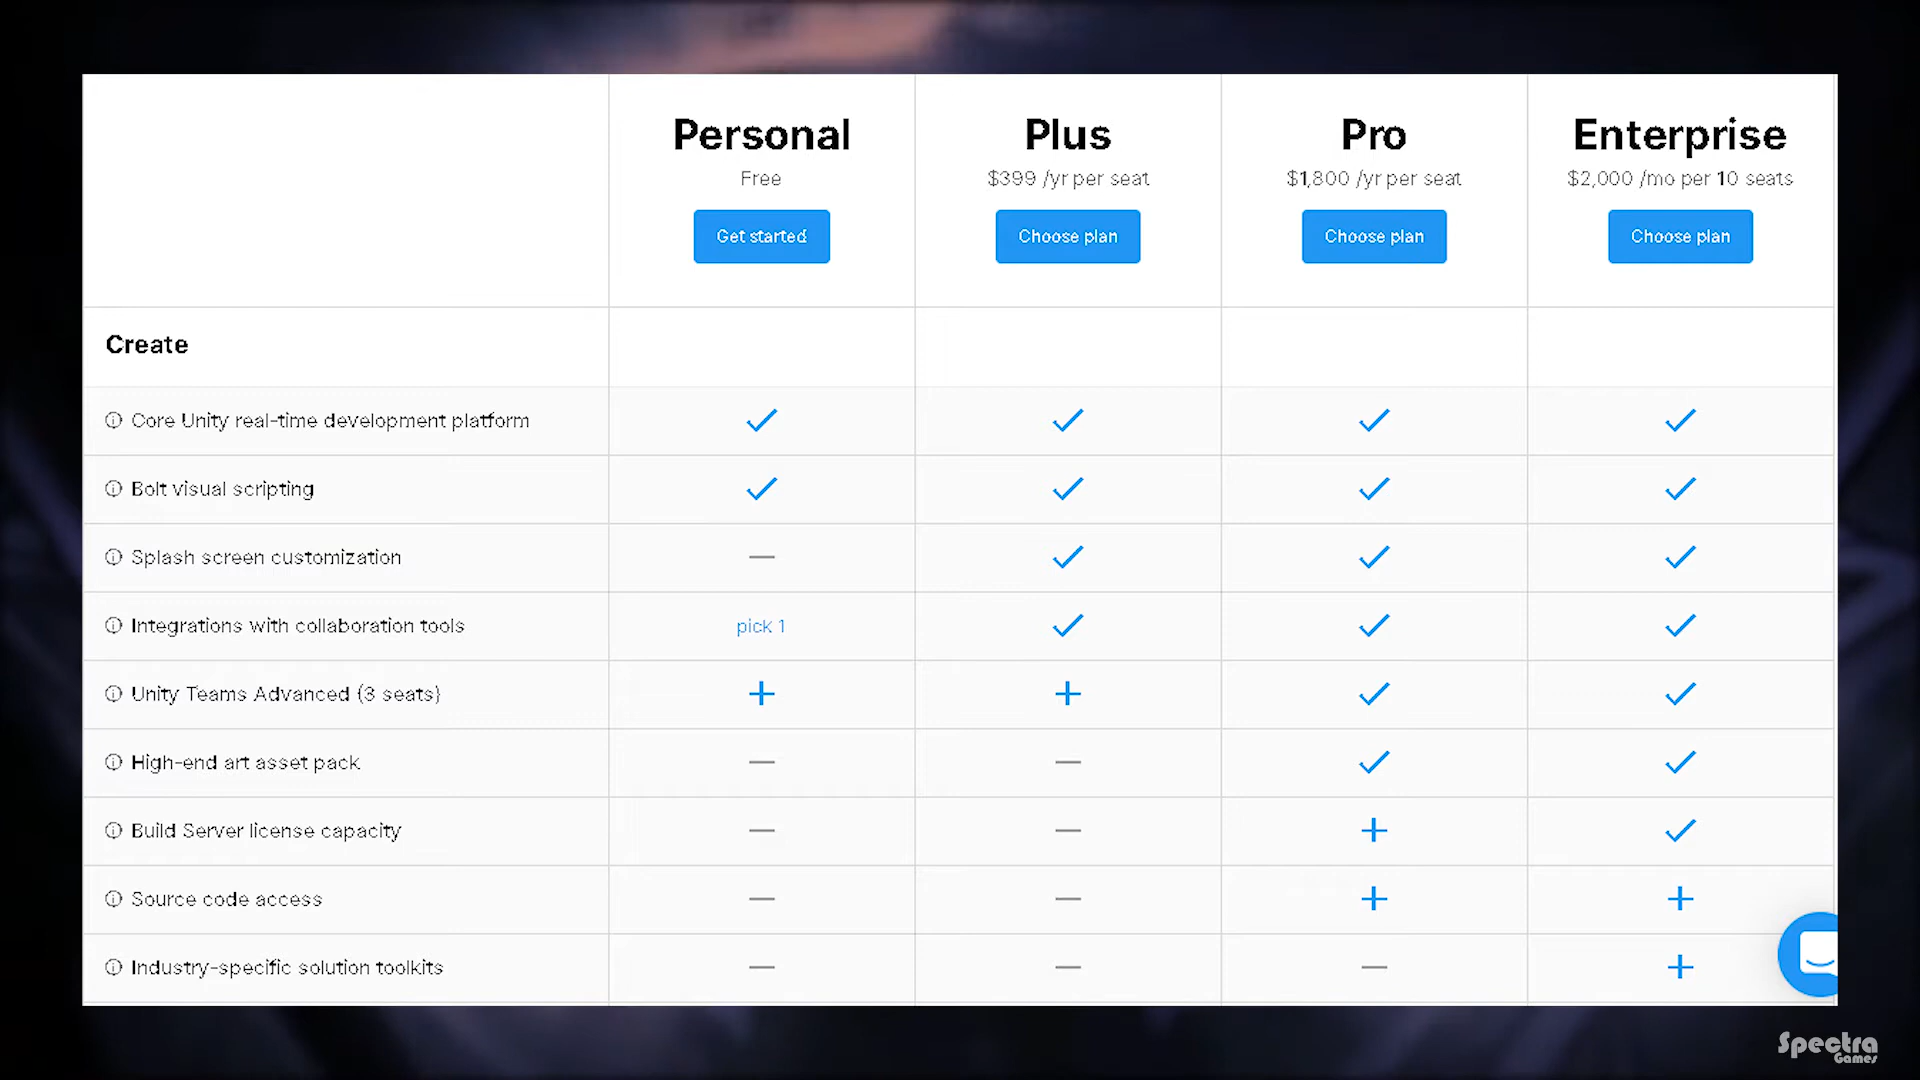 Personal Plus Pro Enterprise
Free $399 /yr per seat $1,800 /yr per seat $2,000 /mo per 10 seats
Get started Choose plan Choose plan Choose plan
Create
Core Unity real-time development platform
Bolt visual scripting
Splash screen customization
Integrations with collaboration tools pick 1
Unity Teams Advanced (3 seats)
High-end art asset pack
Build Server license capacity
Source code access
Industry-specific solution toolkits
Spectra
Games